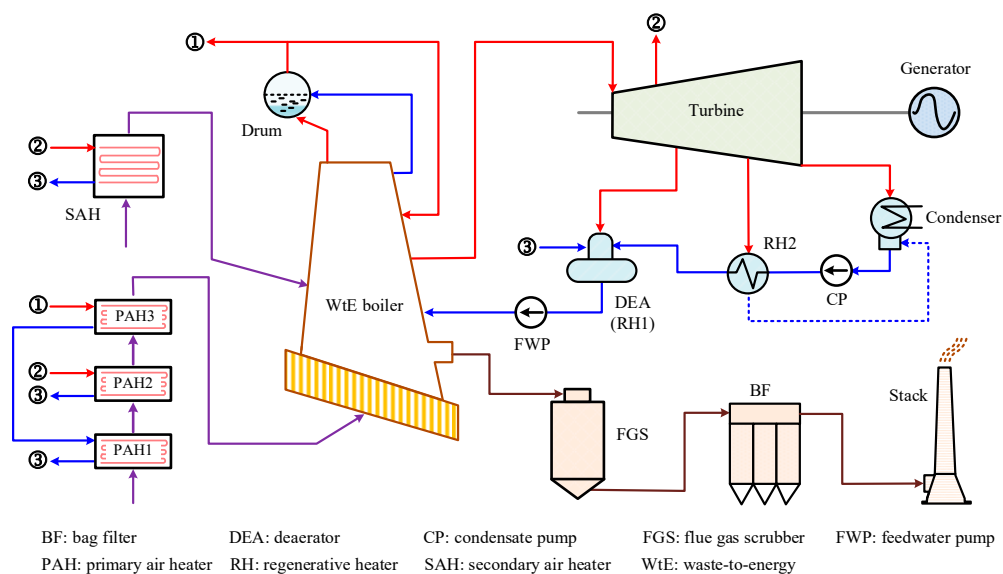 ①
②
Generator
Turbine
Drum
②
③
SAH
③
Condenser
RH2
CP
DEA
(RH1)
FWP
WtE boiler
①
PAH3
②
PAH2
③
PAH1
③
BF
Stack
FGS
BF: bag filter
DEA: deaerator
CP: condensate pump
FGS: flue gas scrubber
FWP: feedwater pump
PAH: primary air heater
RH: regenerative heater
SAH: secondary air heater
WtE: waste-to-energy